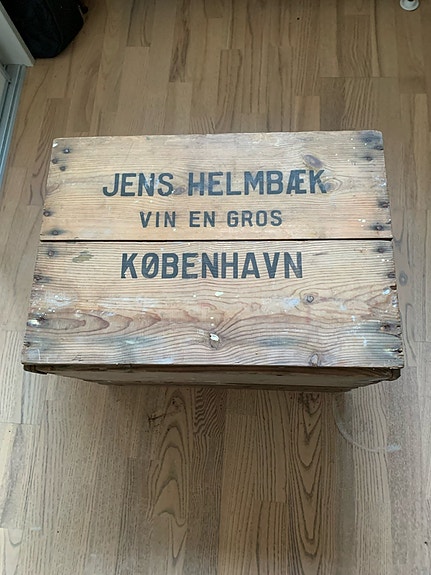 JENS HELMBÆK
VIN EN GROS
KØBENHAVN